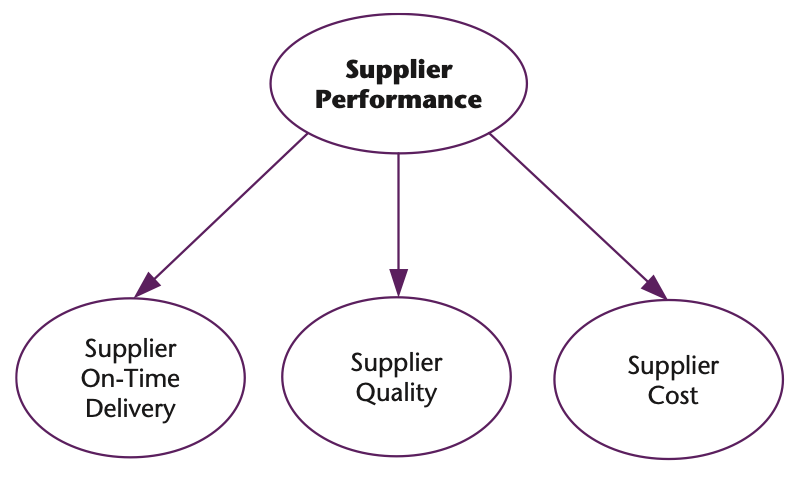 Supplier
Performance
Supplier
On-Time
Delivery
Supplier
Quality
Supplier
Cost